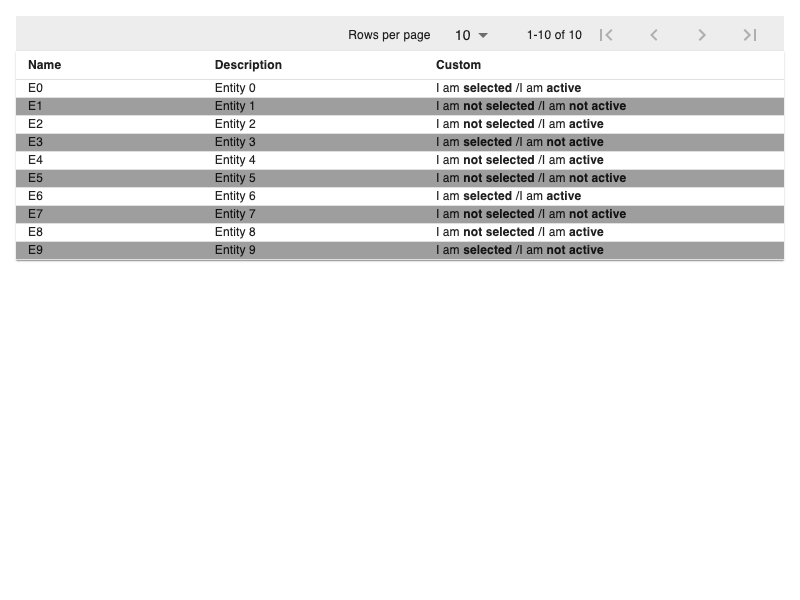 Rows per page 10 1-10 of 10
Name Description Custom
E0 Entity 0 I am selected /I am active
E1 Entity 1 I am not selected /I am not active
E2 Entity 2 I am not selected /I am active
E3 Entity 3 I am selected /I am not active
E4 Entity 4 I am not selected /I am active
E5 Entity 5 I am not selected /I am not active
E6 Entity 6 I am selected /I am active
E7 Entity 7 I am not selected /I am not active
E8 Entity 8 I am not selected /I am active
E9 Entity 9 I am selected /I am not active